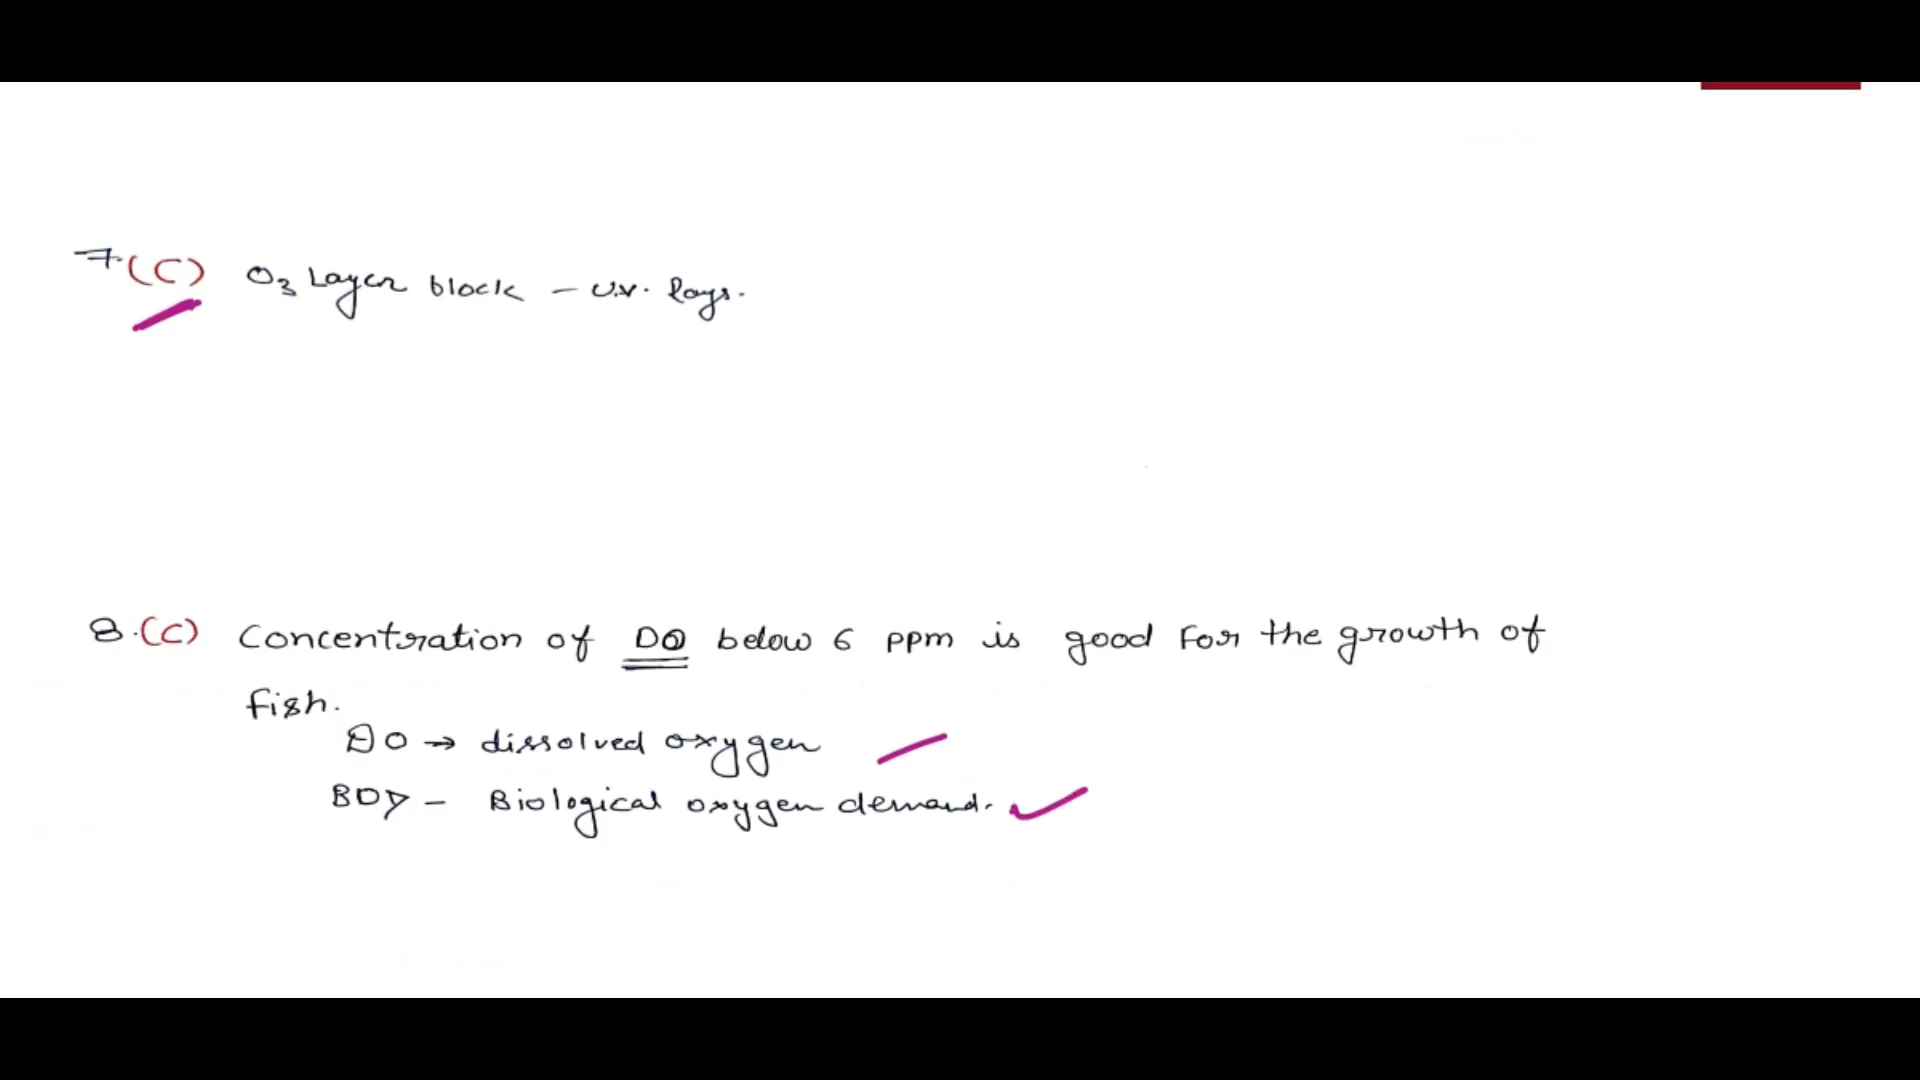 7.(C) O₃ Layer block – U.V. Rays.
8.(C) Concentration of DO below 6 ppm is good for the growth of
fish.
DO → dissolved oxygen
BOD – Biological oxygen demand.